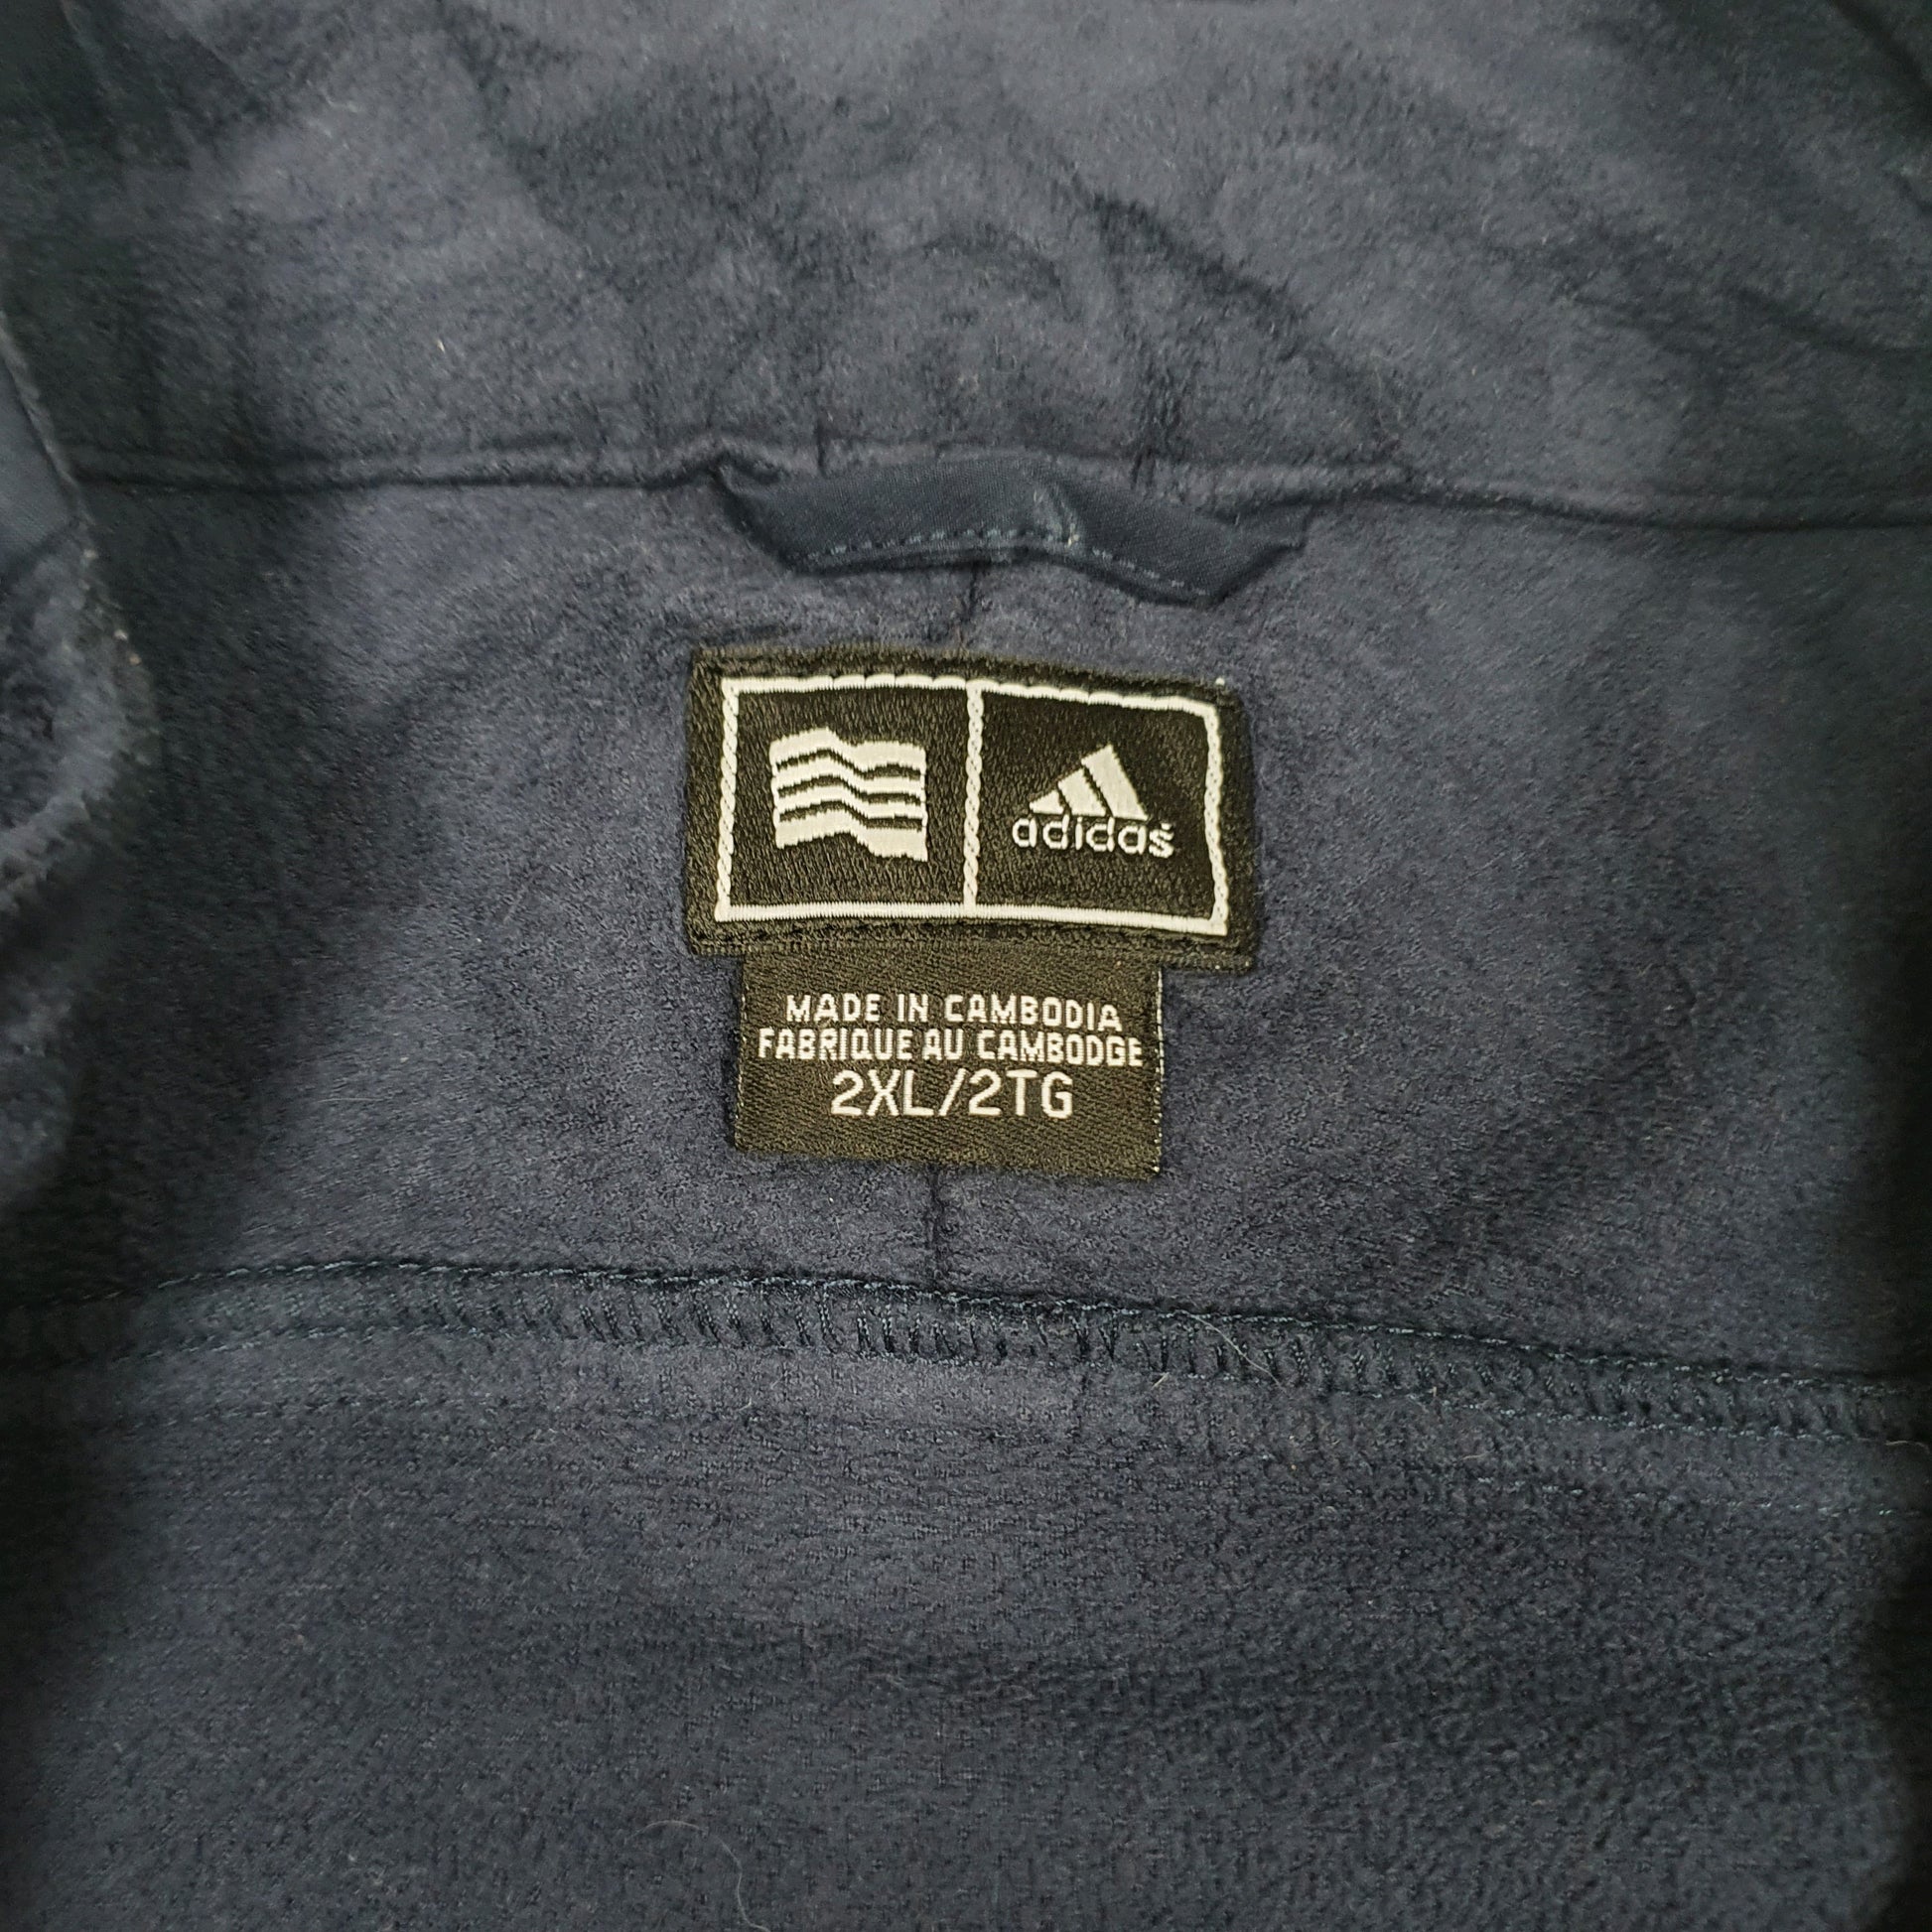 adidas
MADE IN CAMBODIA
FABRIQUE AU CAMBODGE
2XL/2TG